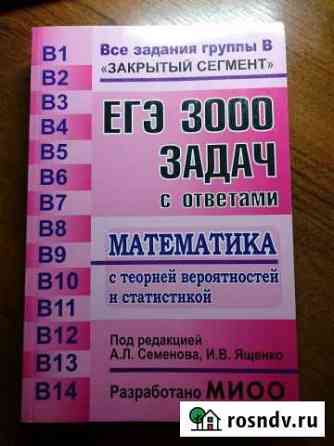 B1
B2
B3
B4
B5
B6
B7
B8
B9
B10
B11
B12
B13
B14
Все задания группы В
«ЗАКРЫТЫЙ СЕГМЕНТ»
ЕГЭ 3000
ЗАДАЧ
с ответами
МАТЕМАТИКА
с теорией вероятностей
и статистикой
Под редакцией
А.Л. Семенова, И.В. Ященко
Разработано МИОО
rosndv.ru